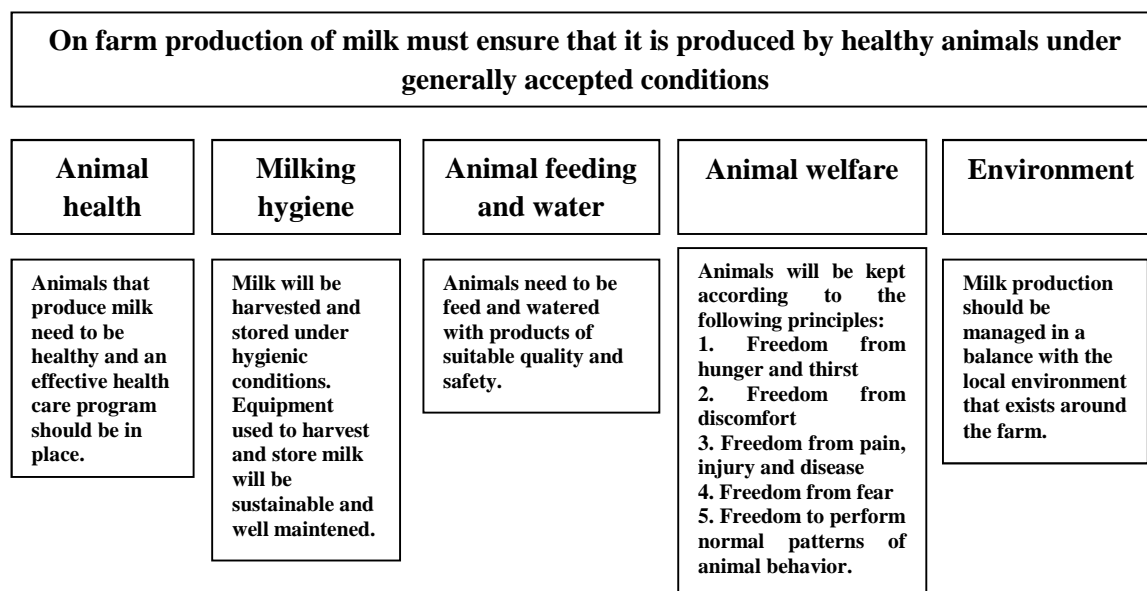 On farm production of milk must ensure that it is produced by healthy animals under
generally accepted conditions
Animal
health
Milking
hygiene
Animal feeding
and water
Animal welfare
Environment
Animals that
produce milk
need to be
healthy and an
effective health
care program
should be in
place.
Milk will be
harvested and
stored under
hygienic
conditions.
Equipment
used to harvest
and store milk
will be
sustainable and
well maintened.
Animals need to be
feed and watered
with products of
suitable quality and
safety.
Animals will be kept
according to the
following principles:
1. Freedom from
hunger and thirst
2. Freedom from
discomfort
3. Freedom from pain,
injury and disease
4. Freedom from fear
5. Freedom to perform
normal patterns of
animal behavior.
Milk production
should be
managed in a
balance with the
local environment
that exists around
the farm.